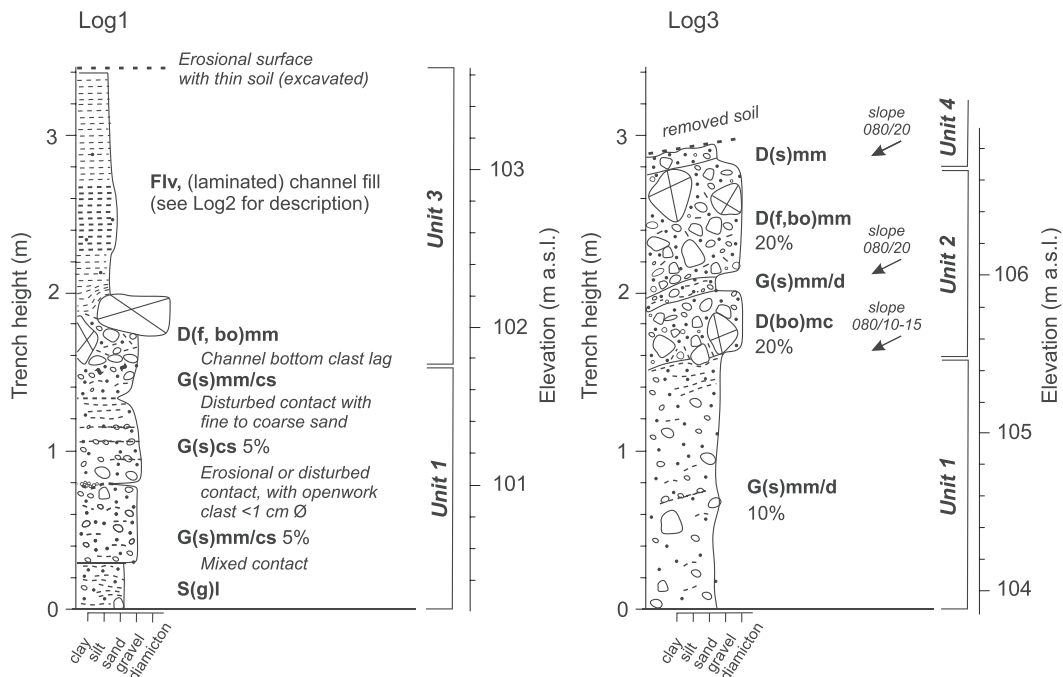 Log1
Erosional surface
with thin soil (excavated)
Flv, (laminated) channel fill
(see Log2 for description)
D(f, bo)mm
Channel bottom clast lag
G(s)mm/cs
Disturbed contact with
fine to coarse sand
G(s)cs 5%
Erosional or disturbed
contact, with openwork
clast <1 cm Ø
G(s)mm/cs 5%
Mixed contact
S(g)l
Trench height (m)
3
2
1
0
clay
silt
sand
gravel
diamicton
Unit 3
Unit 1
103
102
101
Elevation (m a.s.l.)
Log3
removed soil
D(s)mm
D(f,bo)mm
20%
G(s)mm/d
D(bo)mc
20%
G(s)mm/d
10%
slope
080/20
slope
080/20
slope
080/10-15
Trench height (m)
3
2
1
0
clay
silt
sand
gravel
diamicton
Unit 4
Unit 2
Unit 1
106
105
104
Elevation (m a.s.l.)